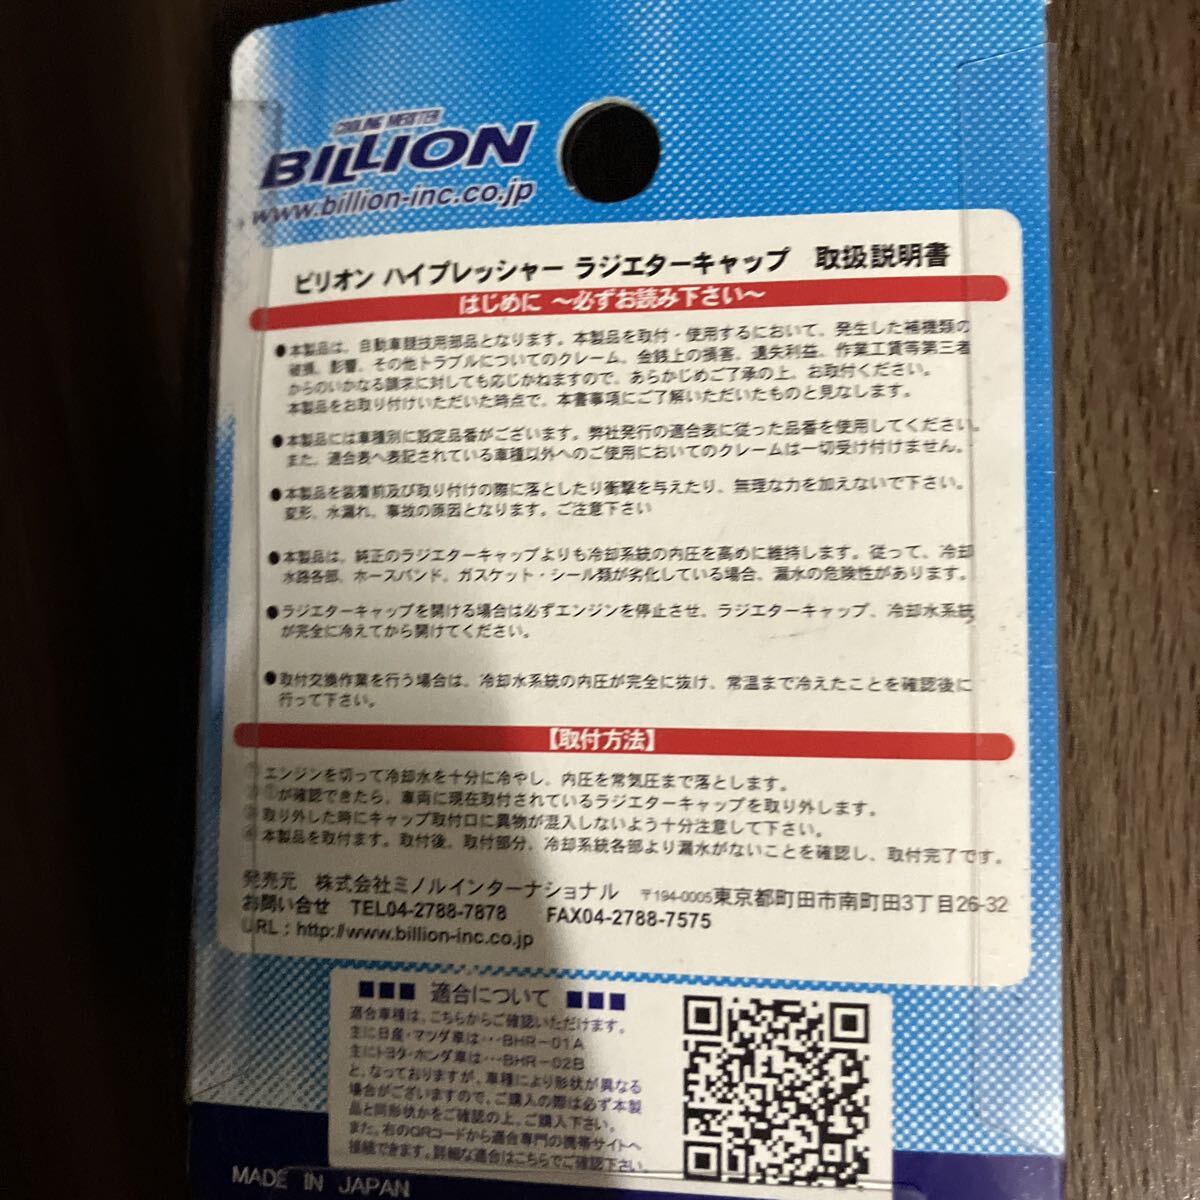 COOLING MEISTER
BILLION
www.billion-inc.co.jp
ビリオン ハイプレッシャー ラジエターキャップ 取扱説明書
はじめに ～必ずお読み下さい～
●本製品は、自動車競技用部品となります。本製品を取付・使用するにおいて、発生した補機類の
破損、影響、その他トラブルについてのクレーム、金銭上の損害、遺失利益、作業工賃等第三者
からのいかなる請求に対しても応じかねますので、あらかじめご了承の上、お取付ください。
本製品をお取り付けいただいた時点で、本書事項にご了解いただいたものと見なします。
●本製品には車種別に設定品番がございます。弊社発行の適合表に従った品番を使用してください。
また、適合表へ表記されている車種以外へのご使用においてのクレームは一切受け付けません。
●本製品を装着前及び取り付けの際に落としたり衝撃を与えたり、無理な力を加えないで下さい。
変形、水漏れ、事故の原因となります。ご注意下さい
●本製品は、純正のラジエターキャップよりも冷却系統の内圧を高めに維持します。従って、冷却
水路各部、ホースバンド、ガスケット・シール類が劣化している場合、漏水の危険性があります。
●ラジエターキャップを開ける場合は必ずエンジンを停止させ、ラジエターキャップ、冷却水系統
が完全に冷えてから開けてください。
●取付交換作業を行う場合は、冷却水系統の内圧が完全に抜け、常温まで冷えたことを確認後に
行って下さい。
【取付方法】
①エンジンを切って冷却水を十分に冷やし、内圧を常気圧まで落とします。
②①が確認できたら、車両に現在取付されているラジエターキャップを取り外します。
③取り外した時にキャップ取付口に異物が混入しないよう十分注意して下さい。
④本製品を取付ます。取付後、取付部分、冷却系統各部より漏水がないことを確認し、取付完了です。
発売元 株式会社ミノルインターナショナル 〒194-0005東京都町田市南町田3丁目26-32
お問い合せ TEL04-2788-7878 FAX04-2788-7575
URL：http://www.billion-inc.co.jp
■■■ 適合について ■■■
適合車種は、こちらからご確認いただけます。
主に日産・マツダ車は・・・BHR-01A
主にトヨタ・ホンダ車は・・・BHR-02B
と、なっておりますが、車種により形状が異なる
場合がございますので、ご購入の際は必ず本製
品と同形状かをご確認の上、ご購入下さい。
また、右のQRコードから適合専門の携帯サイトへ
接続できます。詳細な適合はこちらでご確認下さい。
MADE IN JAPAN